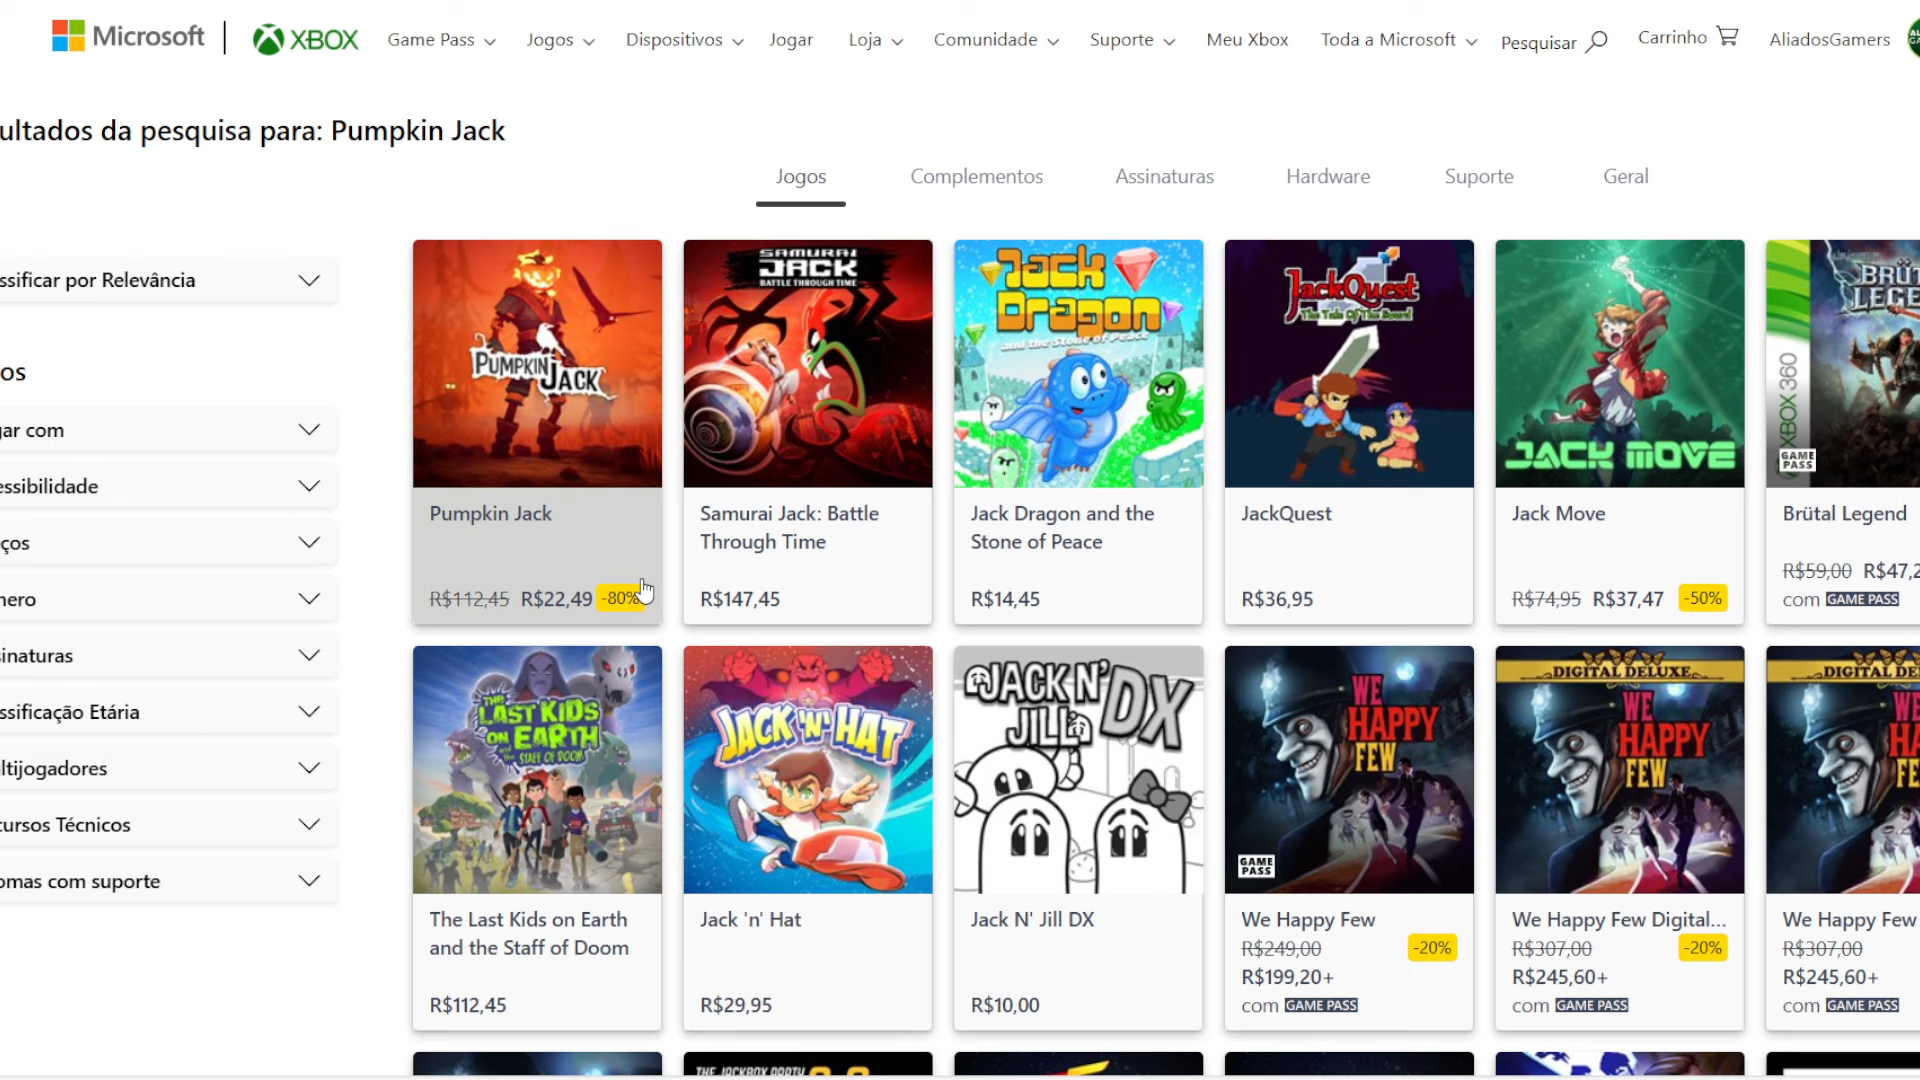 Microsoft XBOX Game Pass Jogos Dispositivos Jogar Loja Comunidade Suporte Meu Xbox Toda a Microsoft Pesquisar Carrinho AliadosGamers
ultados da pesquisa para: Pumpkin Jack
Jogos Complementos Assinaturas Hardware Suporte Geral
ssificar por Relevância
os
gar com
essibilidade
ços
nero
sinaturas
ssificação Etária
ltijogadores
cursos Técnicos
omas com suporte
PUMPKIN JACK
Pumpkin Jack
R$112,45 R$22,49 -80%
SAMURAI
JACK
BATTLE THROUGH TIME
Samurai Jack: Battle
Through Time
R$147,45
Jack
Dragon
and the Stone of Peace
Jack Dragon and the
Stone of Peace
R$14,45
JackQuest
The Tale Of The Sword
JackQuest
R$36,95
JACK MOVE
Jack Move
R$74,95 R$37,47 -50%
XBOX 360
BRÜT
LEGE
GAME
PASS
Brütal Legend
R$59,00 R$47,2
com GAME PASS
THE
LAST KIDS
ON EARTH
and the
STAFF OF DOOM
The Last Kids on Earth
and the Staff of Doom
R$112,45
JACK 'N' HAT
Jack 'n' Hat
R$29,95
JACK N'
JILL DX
Jack N' Jill DX
R$10,00
WE
HAPPY
FEW
GAME
PASS
We Happy Few
R$249,00 -20%
R$199,20+
com GAME PASS
DIGITAL DELUXE
WE
HAPPY
FEW
We Happy Few Digital...
R$307,00 -20%
R$245,60+
com GAME PASS
DIGITAL DE
WE
HA
FE
We Happy Few
R$307,00
R$245,60+
com GAME PASS
THE JACKBOX PARTY